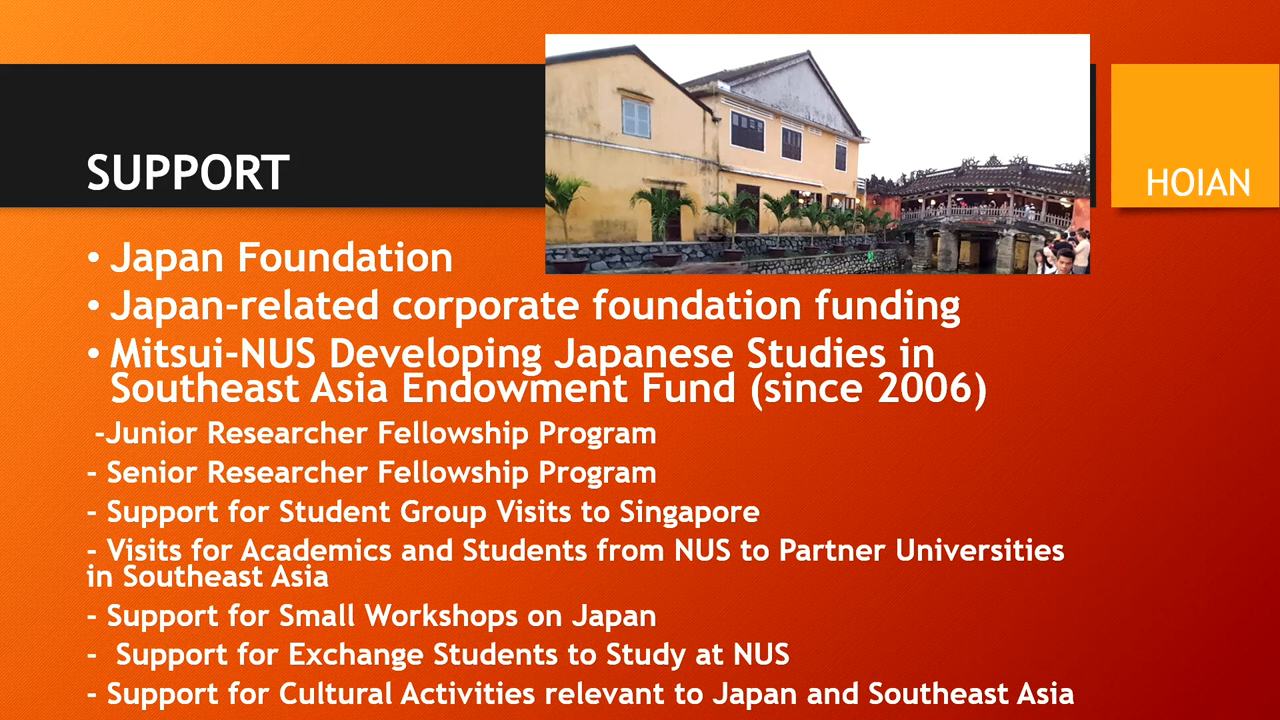 SUPPORT
HOIAN
• Japan Foundation
• Japan-related corporate foundation funding
• Mitsui-NUS Developing Japanese Studies in
Southeast Asia Endowment Fund (since 2006)
-Junior Researcher Fellowship Program
- Senior Researcher Fellowship Program
- Support for Student Group Visits to Singapore
- Visits for Academics and Students from NUS to Partner Universities
in Southeast Asia
- Support for Small Workshops on Japan
- Support for Exchange Students to Study at NUS
- Support for Cultural Activities relevant to Japan and Southeast Asia